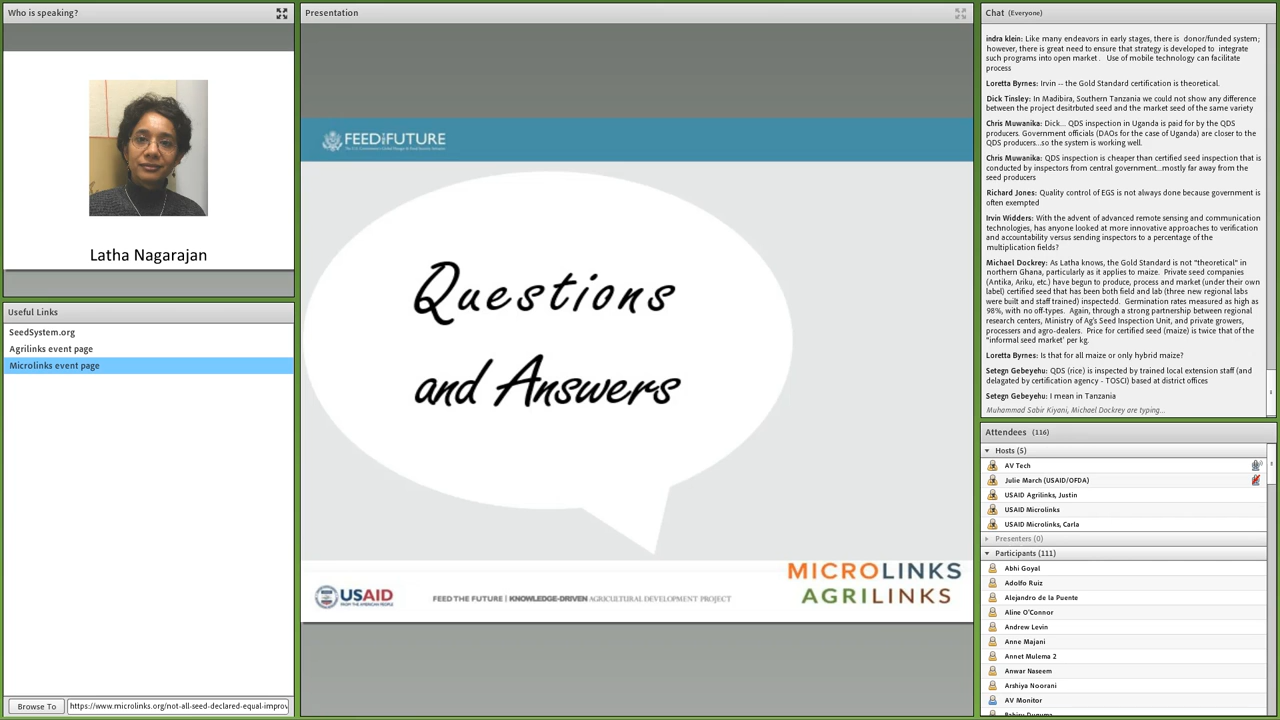 Who is speaking?
Latha Nagarajan
Useful Links
SeedSystem.org
Agrilinks event page
Microlinks event page
Browse To
https://www.microlinks.org/not-all-seed-declared-equal-improv
Presentation
FEED THE FUTURE
Questions
and Answers
USAID
FROM THE AMERICAN PEOPLE
FEED THE FUTURE | KNOWLEDGE-DRIVEN AGRICULTURAL DEVELOPMENT PROJECT
MICROLINKS
AGRILINKS
Chat (Everyone)
indra klein: Like many endeavors in early stages, there is donor/funded system;
however, there is great need to ensure that strategy is developed to integrate
such programs into open market . Use of mobile technology can facilitate
process
Loretta Byrnes: Irvin -- the Gold Standard certification is theoretical.
Dick Tinsley: In Madibira, Southern Tanzania we could not show any difference
between the project desitrbuted seed and the market seed of the same variety
Chris Muwanika: Dick... QDS inspection in Uganda is paid for by the QDS
producers. Government officials (DAOs for the case of Uganda) are closer to the
QDS producers...so the system is working well.
Chris Muwanika: QDS inspection is cheaper than certified seed inspection that is
conducted by inspectors from central government...mostly far away from the
seed producers
Richard Jones: Quality control of EGS is not always done because government is
often exempted
Irvin Widders: With the advent of advanced remote sensing and communication
technologies, has anyone looked at more innovative approaches to verification
and accountability versus sending inspectors to a percentage of the
multiplication fields?
Michael Dockrey: As Latha knows, the Gold Standard is not "theoretical" in
northern Ghana, particularly as it applies to maize. Private seed companies
(Antika, Ariku, etc.) have begun to produce, process and market (under their own
label) certified seed that has been both field and lab (three new regional labs
were built and staff trained) inspectedd. Germination rates measured as high as
98%, with no off-types. Again, through a strong partnership between regional
research centers, Ministry of Ag's Seed Inspection Unit, and private growers,
processers and agro-dealers. Price for certified seed (maize) is twice that of the
"informal seed market' per kg.
Loretta Byrnes: Is that for all maize or only hybrid maize?
Setegn Gebeyehu: QDS (rice) is inspected by trained local extension staff (and
delagated by certification agency - TOSCI) based at district offices
Setegn Gebeyehu: I mean in Tanzania
Muhammad Sabir Kiyani, Michael Dockrey are typing...
Attendees (116)
Hosts (5)
AV Tech
Julie March (USAID/OFDA)
USAID Agrilinks, Justin
USAID Microlinks
USAID Microlinks, Carla
Presenters (0)
Participants (111)
Abhi Goyal
Adolfo Ruiz
Alejandro de la Puente
Aline O'Connor
Andrew Levin
Anne Majani
Annet Mulema 2
Anwar Naseem
Arshiya Noorani
AV Monitor